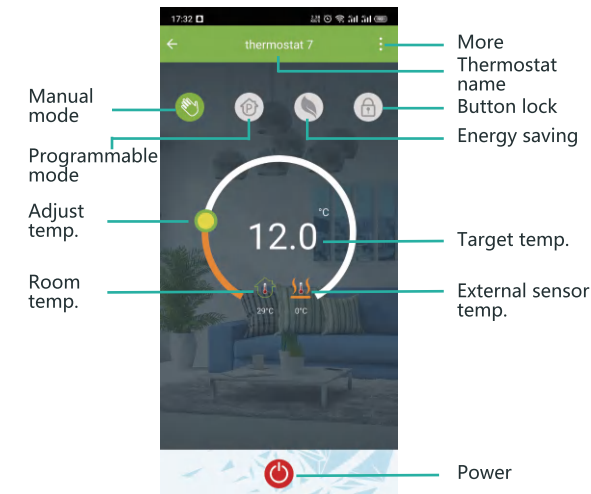 17:32
thermostat 7
More
Thermostat
name
Manual
mode
Button lock
Energy saving
P
Programmable
mode
Adjust
temp.
°C
12.0
Target temp.
Room
temp.
29°C
0°C
External sensor
temp.
Power